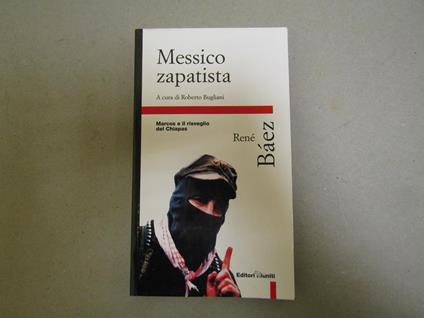 Messico
zapatista
A cura di Roberto Bugliani
Marcos e il risveglio
del Chiapas
René
Báez
Editori Riuniti